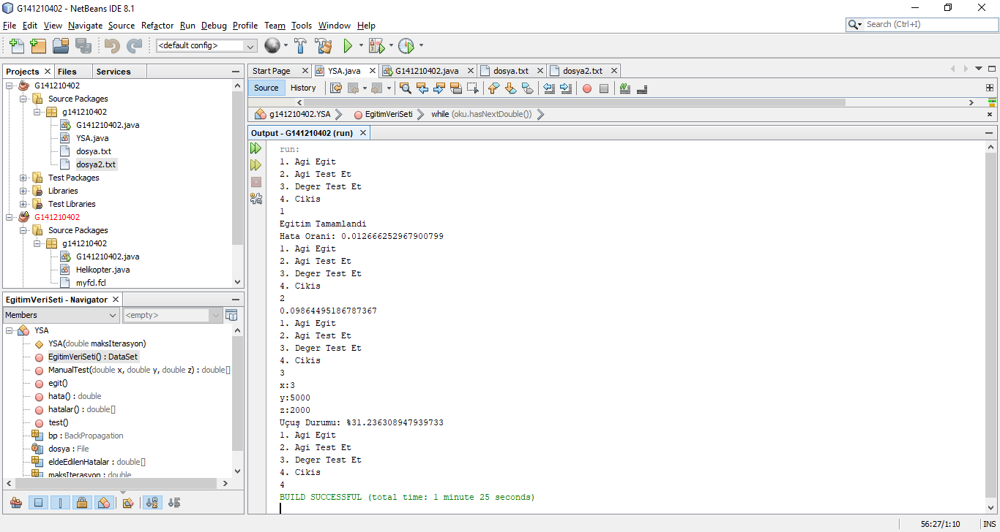 G141210402 - NetBeans IDE 8.1
File Edit View Navigate Source Refactor Run Debug Profile Team Tools Window Help
Search (Ctrl+I)
<default config>
Projects Files Services
G141210402
Source Packages
g141210402
G141210402.java
YSA.java
dosya.txt
dosya2.txt
Test Packages
Libraries
Test Libraries
G141210402
Source Packages
g141210402
G141210402.java
Helikopter.java
myfcl.fcl
EgitimVeriSeti - Navigator
Members <empty>
YSA
YSA(double maksIterasyon)
EgitimVeriSeti() : DataSet
ManualTest(double x, double y, double z) : double[]
egit()
hata() : double
hatalar() : double[]
test()
bp : BackPropagation
dosya : File
eldeEdilenHatalar : double[]
maksIterasyon : double
Start Page YSA.java G141210402.java dosya.txt dosya2.txt
Source History
g141210402.YSA EgitimVeriSeti while (oku.hasNextDouble())
Output - G141210402 (run)
run:
1. Agi Egit
2. Agi Test Et
3. Deger Test Et
4. Cikis
1
Egitim Tamamlandi
Hata Orani: 0.012666252967900799
1. Agi Egit
2. Agi Test Et
3. Deger Test Et
4. Cikis
2
0.09864495186787367
1. Agi Egit
2. Agi Test Et
3. Deger Test Et
4. Cikis
3
x:3
y:5000
z:2000
Uçuş Durumu: %31.236308947939733
1. Agi Egit
2. Agi Test Et
3. Deger Test Et
4. Cikis
4
BUILD SUCCESSFUL (total time: 1 minute 25 seconds)
56:27/1:10 INS